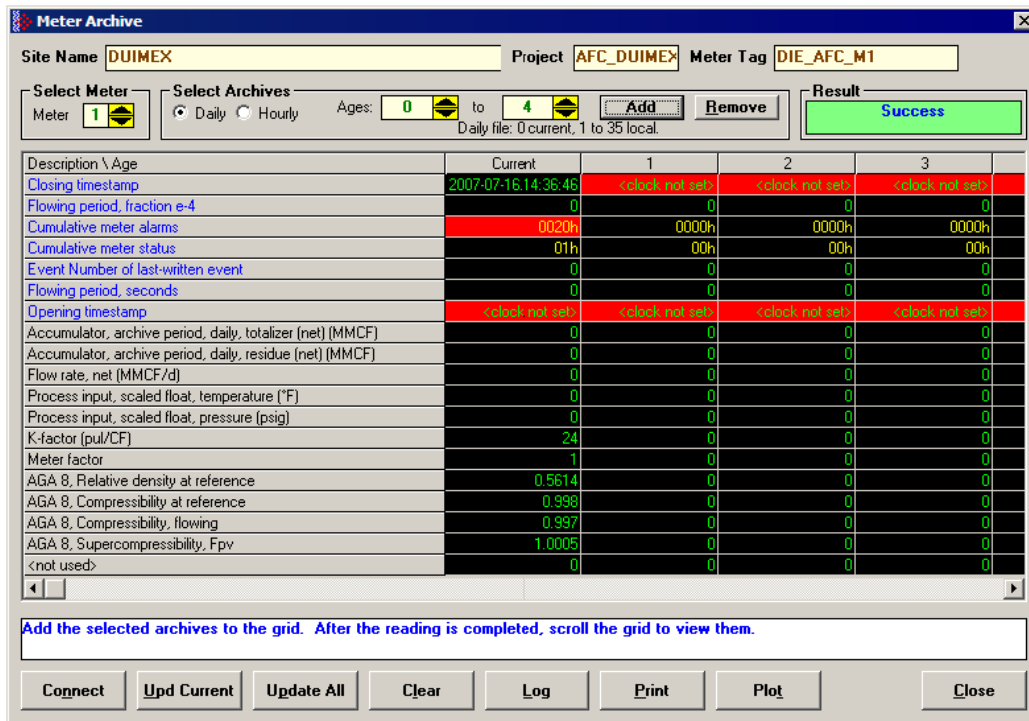 Meter Archive
Site Name DUIMEX Project AFC_DUIMEX Meter Tag DIE_AFC_M1
Select Meter Select Archives Result
Meter 1 Daily Hourly Ages: 0 to 4 Add Remove Success
Daily file: 0 current, 1 to 35 local.
Description \ Age Current 1 2 3
Closing timestamp 2007-07-16.14:36:46 <clock not set> <clock not set> <clock not set>
Flowing period, fraction e-4 0 0 0 0
Cumulative meter alarms 0020h 0000h 0000h 0000h
Cumulative meter status 01h 00h 00h 00h
Event Number of last-written event 0 0 0 0
Flowing period, seconds 0 0 0 0
Opening timestamp <clock not set> <clock not set> <clock not set> <clock not set>
Accumulator, archive period, daily, totalizer (net) (MMCF) 0 0 0 0
Accumulator, archive period, daily, residue (net) (MMCF) 0 0 0 0
Flow rate, net (MMCF/d) 0 0 0 0
Process input, scaled float, temperature (°F) 0 0 0 0
Process input, scaled float, pressure (psig) 0 0 0 0
K-factor (pul/CF) 24 0 0 0
Meter factor 1 0 0 0
AGA 8, Relative density at reference 0.5614 0 0 0
AGA 8, Compressibility at reference 0.998 0 0 0
AGA 8, Compressibility, flowing 0.997 0 0 0
AGA 8, Supercompressibility, Fpv 1.0005 0 0 0
<not used> 0 0 0 0
Add the selected archives to the grid. After the reading is completed, scroll the grid to view them.
Connect Upd Current Update All Clear Log Print Plot Close